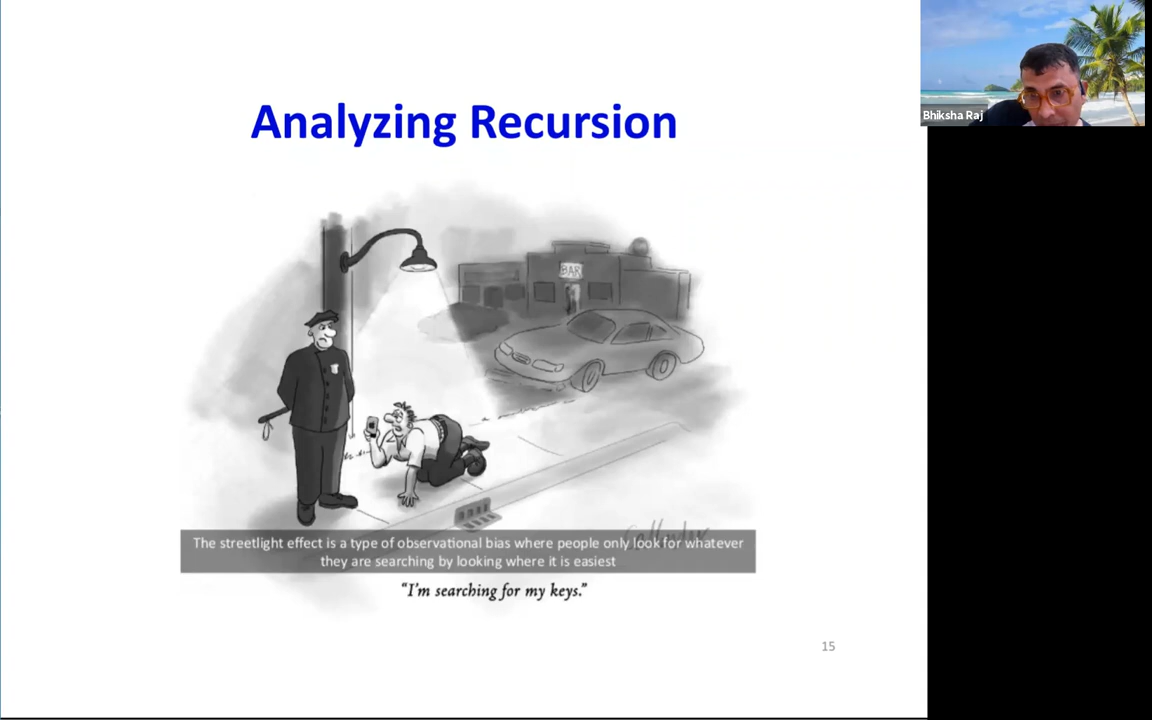 Analyzing Recursion
Bhiksha Raj
BAR
The streetlight effect is a type of observational bias where people only look for whatever
they are searching by looking where it is easiest
“I'm searching for my keys.”
15